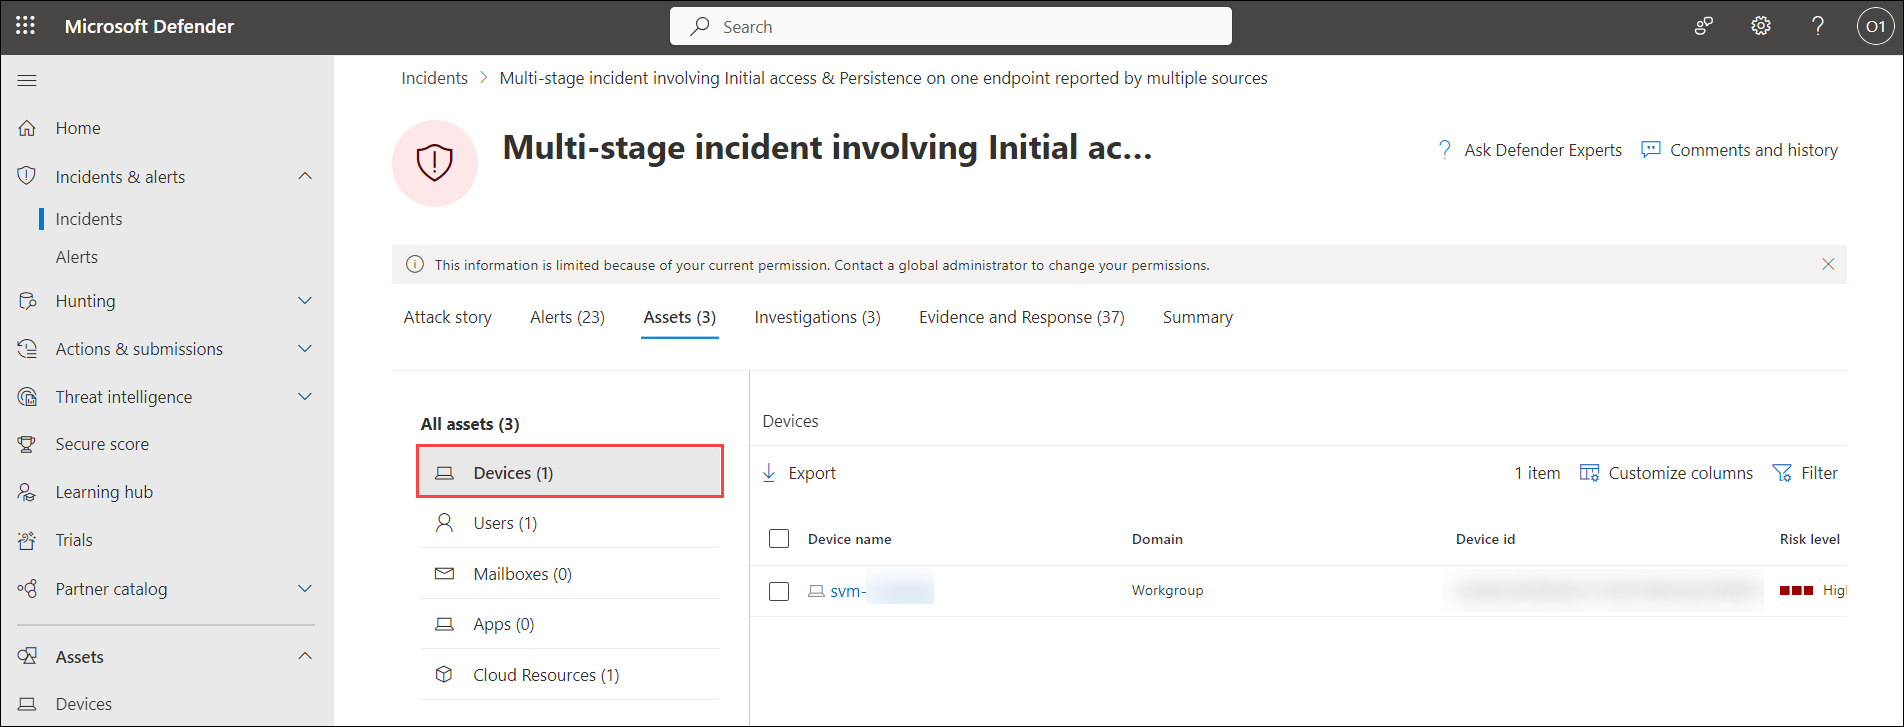 Microsoft Defender
Search
O1
Incidents > Multi-stage incident involving Initial access & Persistence on one endpoint reported by multiple sources
Home
Incidents & alerts
Incidents
Alerts
Hunting
Actions & submissions
Threat intelligence
Secure score
Learning hub
Trials
Partner catalog
Assets
Devices
Multi-stage incident involving Initial ac...
Ask Defender Experts
Comments and history
This information is limited because of your current permission. Contact a global administrator to change your permissions.
Attack story
Alerts (23)
Assets (3)
Investigations (3)
Evidence and Response (37)
Summary
All assets (3)
Devices (1)
Users (1)
Mailboxes (0)
Apps (0)
Cloud Resources (1)
Devices
Export
1 item
Customize columns
Filter
Device name
Domain
Device id
Risk level
svm-
Workgroup